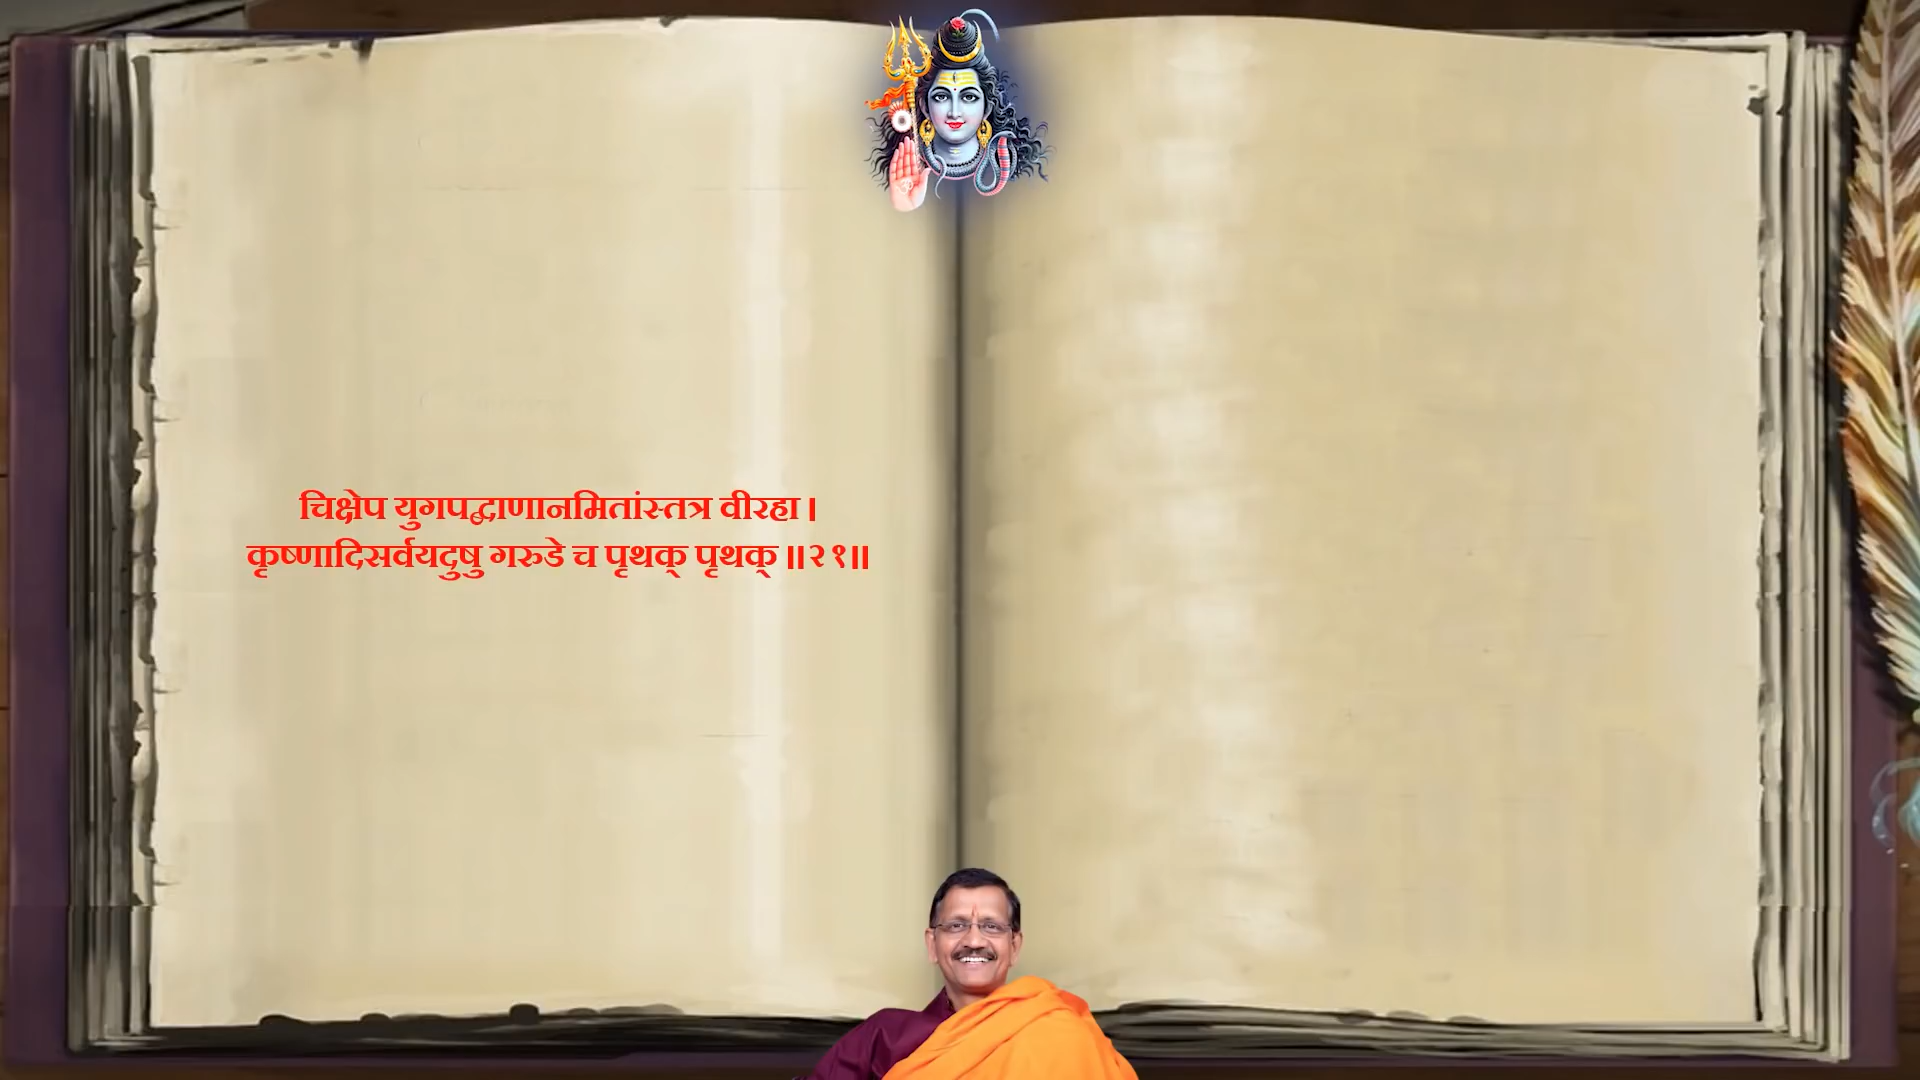 चिक्षेप युगपद्बाणानमितांस्तत्र वीरहा ।
कृष्णादिसर्वयदुषु गरुडे च पृथक् पृथक् ॥२१॥